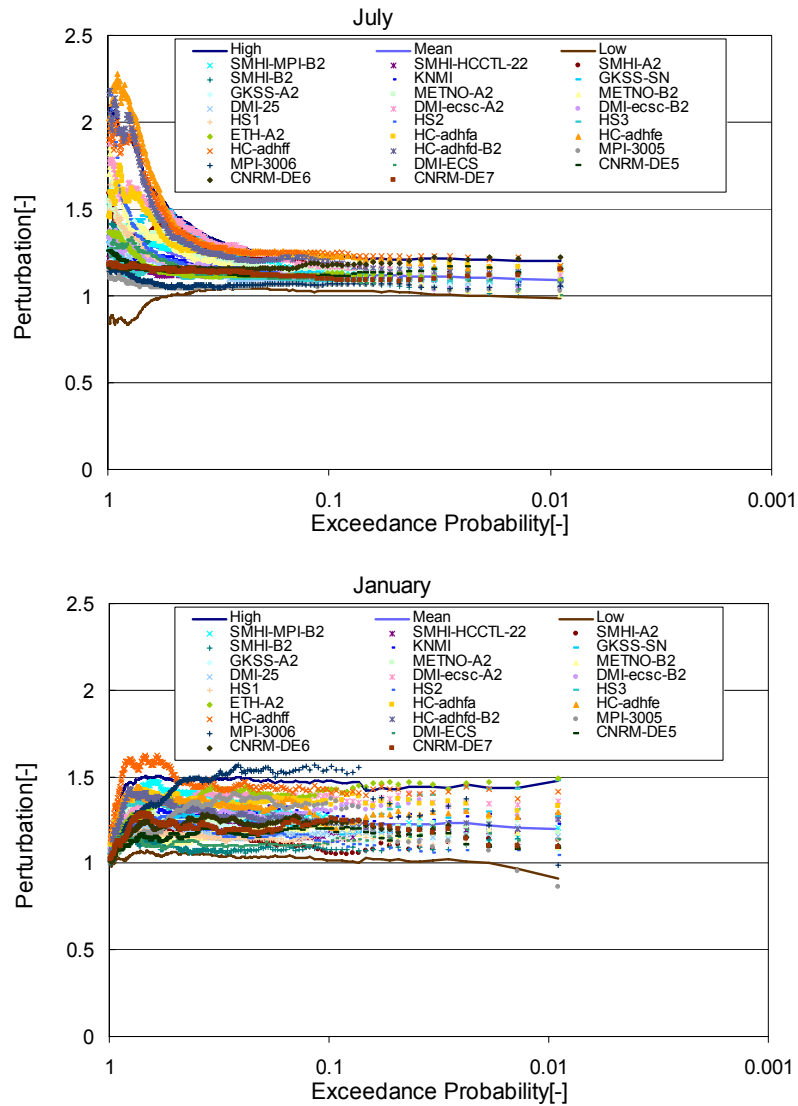 July
2.5
High Mean Low
SMHI-MPI-B2 SMHI-HCCTL-22 SMHI-A2
SMHI-B2 KNMI GKSS-SN
GKSS-A2 METNO-A2 METNO-B2
DMI-25 DMI-ecsc-A2 DMI-ecsc-B2
HS1 HS2 HS3
ETH-A2 HC-adhfa HC-adhfe
HC-adhff HC-adhfd-B2 MPI-3005
MPI-3006 DMI-ECS CNRM-DE5
CNRM-DE6 CNRM-DE7
2
1.5
1
0.5
0
Perturbation[-]
1 0.1 0.01 0.001
Exceedance Probability[-]
January
2.5
High Mean Low
SMHI-MPI-B2 SMHI-HCCTL-22 SMHI-A2
SMHI-B2 KNMI GKSS-SN
GKSS-A2 METNO-A2 METNO-B2
DMI-25 DMI-ecsc-A2 DMI-ecsc-B2
HS1 HS2 HS3
ETH-A2 HC-adhfa HC-adhfe
HC-adhff HC-adhfd-B2 MPI-3005
MPI-3006 DMI-ECS CNRM-DE5
CNRM-DE6 CNRM-DE7
2
1.5
1
0.5
0
Perturbation[-]
1 0.1 0.01 0.001
Exceedance Probability[-]